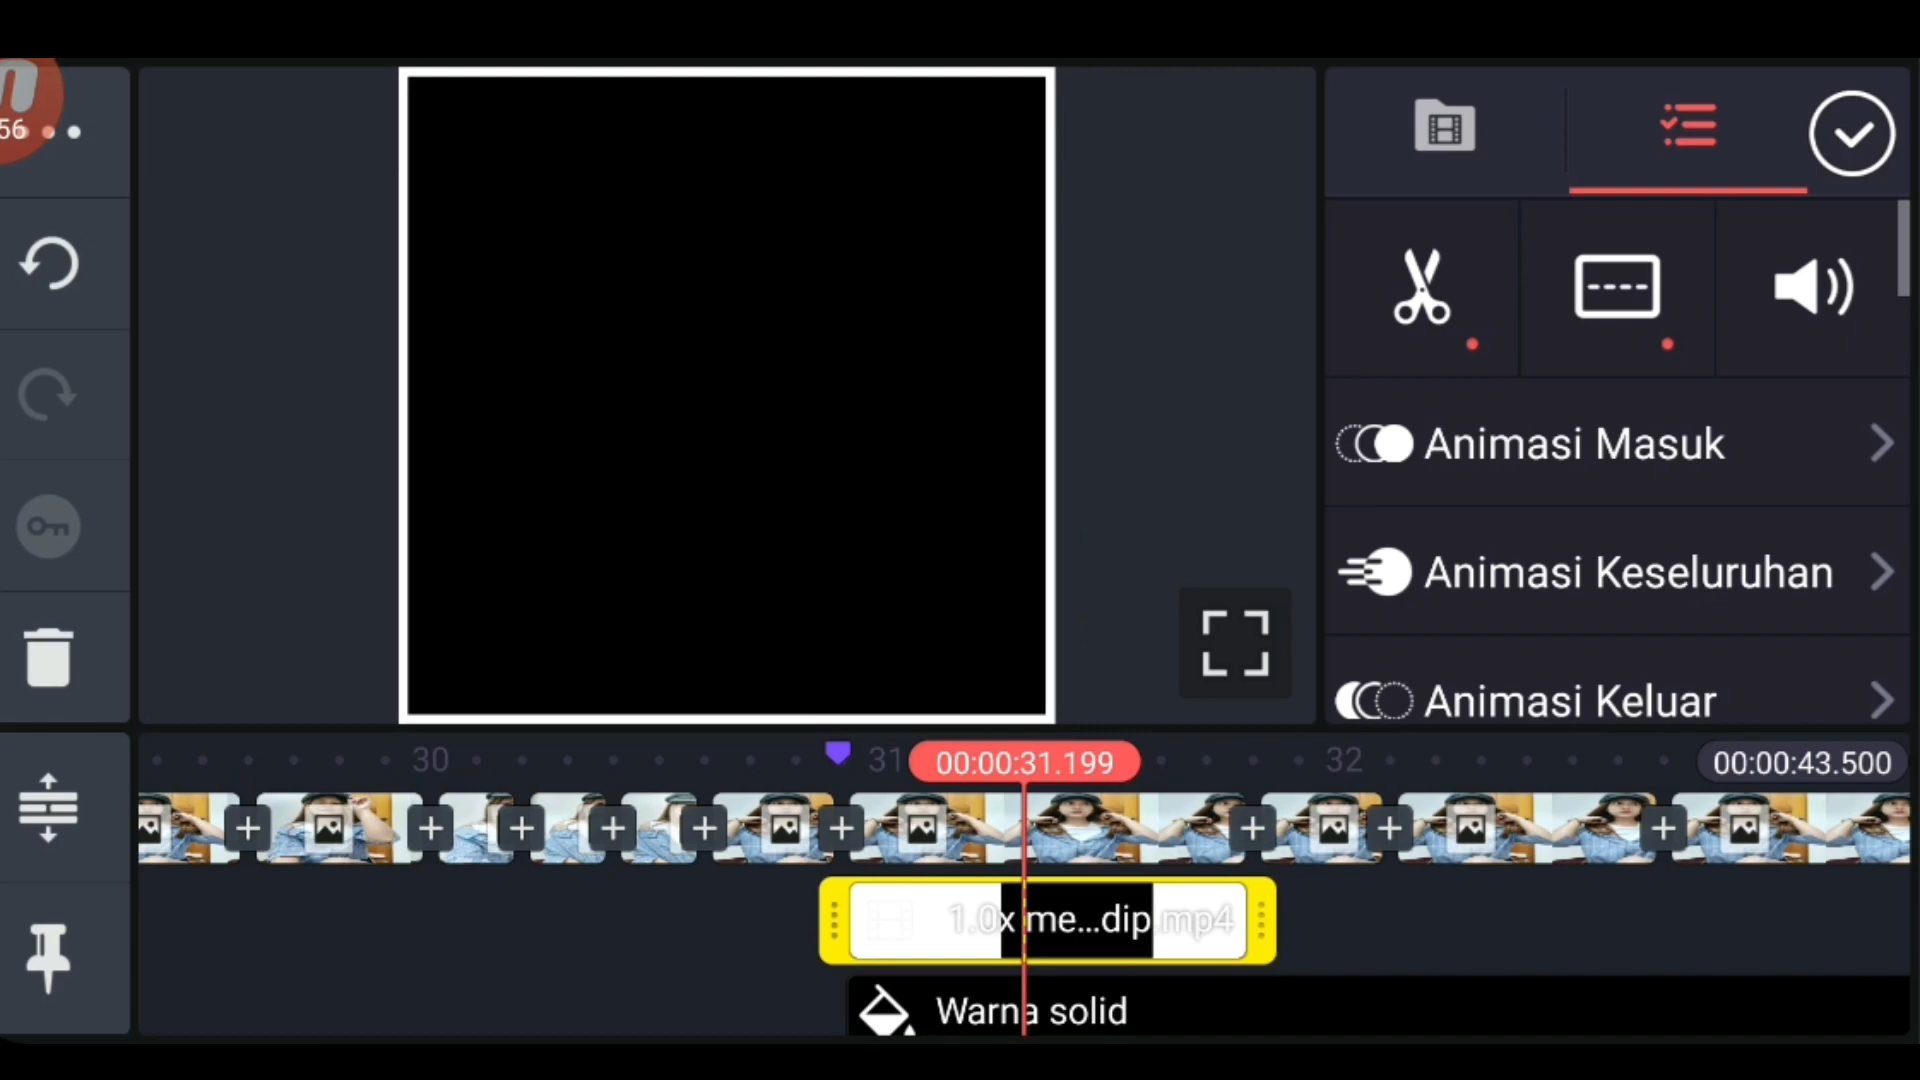 56
Animasi Masuk
Animasi Keseluruhan
Animasi Keluar
30
31
00:00:31.199
32
00:00:43.500
1.0x me...dip.mp4
Warna solid